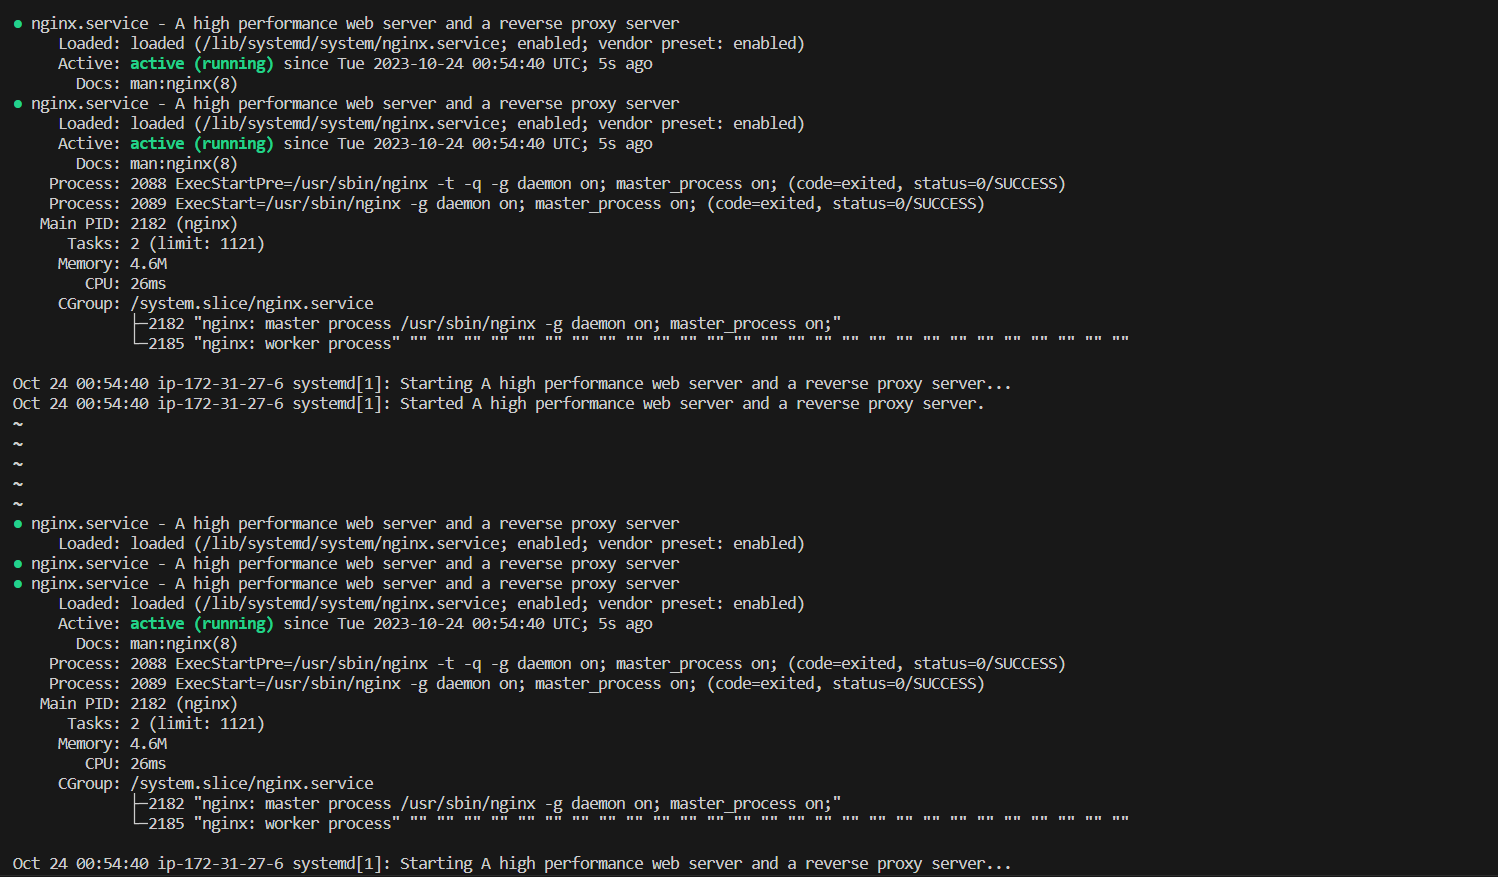 ● nginx.service - A high performance web server and a reverse proxy server
Loaded: loaded (/lib/systemd/system/nginx.service; enabled; vendor preset: enabled)
Active: active (running) since Tue 2023-10-24 00:54:40 UTC; 5s ago
Docs: man:nginx(8)
● nginx.service - A high performance web server and a reverse proxy server
Loaded: loaded (/lib/systemd/system/nginx.service; enabled; vendor preset: enabled)
Active: active (running) since Tue 2023-10-24 00:54:40 UTC; 5s ago
Docs: man:nginx(8)
Process: 2088 ExecStartPre=/usr/sbin/nginx -t -q -g daemon on; master_process on; (code=exited, status=0/SUCCESS)
Process: 2089 ExecStart=/usr/sbin/nginx -g daemon on; master_process on; (code=exited, status=0/SUCCESS)
Main PID: 2182 (nginx)
Tasks: 2 (limit: 1121)
Memory: 4.6M
CPU: 26ms
CGroup: /system.slice/nginx.service
├─2182 "nginx: master process /usr/sbin/nginx -g daemon on; master_process on;"
└─2185 "nginx: worker process" "" "" "" "" "" "" "" "" "" "" "" "" "" "" "" "" "" "" "" "" "" "" "" "" "" "" ""
Oct 24 00:54:40 ip-172-31-27-6 systemd[1]: Starting A high performance web server and a reverse proxy server...
Oct 24 00:54:40 ip-172-31-27-6 systemd[1]: Started A high performance web server and a reverse proxy server.
~
~
~
~
~
● nginx.service - A high performance web server and a reverse proxy server
Loaded: loaded (/lib/systemd/system/nginx.service; enabled; vendor preset: enabled)
● nginx.service - A high performance web server and a reverse proxy server
● nginx.service - A high performance web server and a reverse proxy server
Loaded: loaded (/lib/systemd/system/nginx.service; enabled; vendor preset: enabled)
Active: active (running) since Tue 2023-10-24 00:54:40 UTC; 5s ago
Docs: man:nginx(8)
Process: 2088 ExecStartPre=/usr/sbin/nginx -t -q -g daemon on; master_process on; (code=exited, status=0/SUCCESS)
Process: 2089 ExecStart=/usr/sbin/nginx -g daemon on; master_process on; (code=exited, status=0/SUCCESS)
Main PID: 2182 (nginx)
Tasks: 2 (limit: 1121)
Memory: 4.6M
CPU: 26ms
CGroup: /system.slice/nginx.service
├─2182 "nginx: master process /usr/sbin/nginx -g daemon on; master_process on;"
└─2185 "nginx: worker process" "" "" "" "" "" "" "" "" "" "" "" "" "" "" "" "" "" "" "" "" "" "" "" "" "" "" ""
Oct 24 00:54:40 ip-172-31-27-6 systemd[1]: Starting A high performance web server and a reverse proxy server...